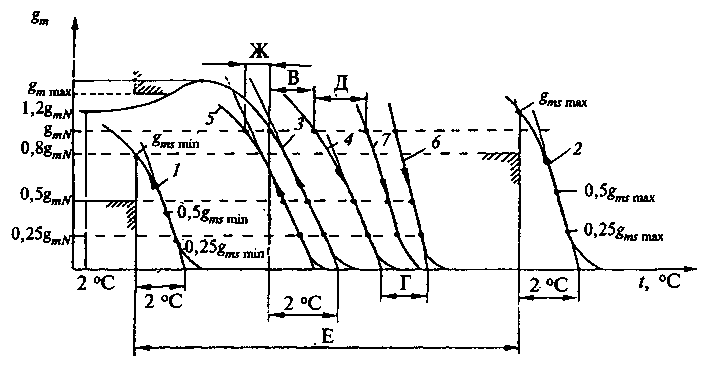 g_m
Ж
g_m max
В
Д
g_ms max
1,2g_mN
5
g_mN
g_ms min
3
4
7
6
0,8g_mN
1
2
0,5g_mN
0,5g_ms min
0,5g_ms max
0,25g_mN
0,25g_ms min
0,25g_ms max
2 °C
2 °C
2 °C
Г
2 °C
t, °C
Е